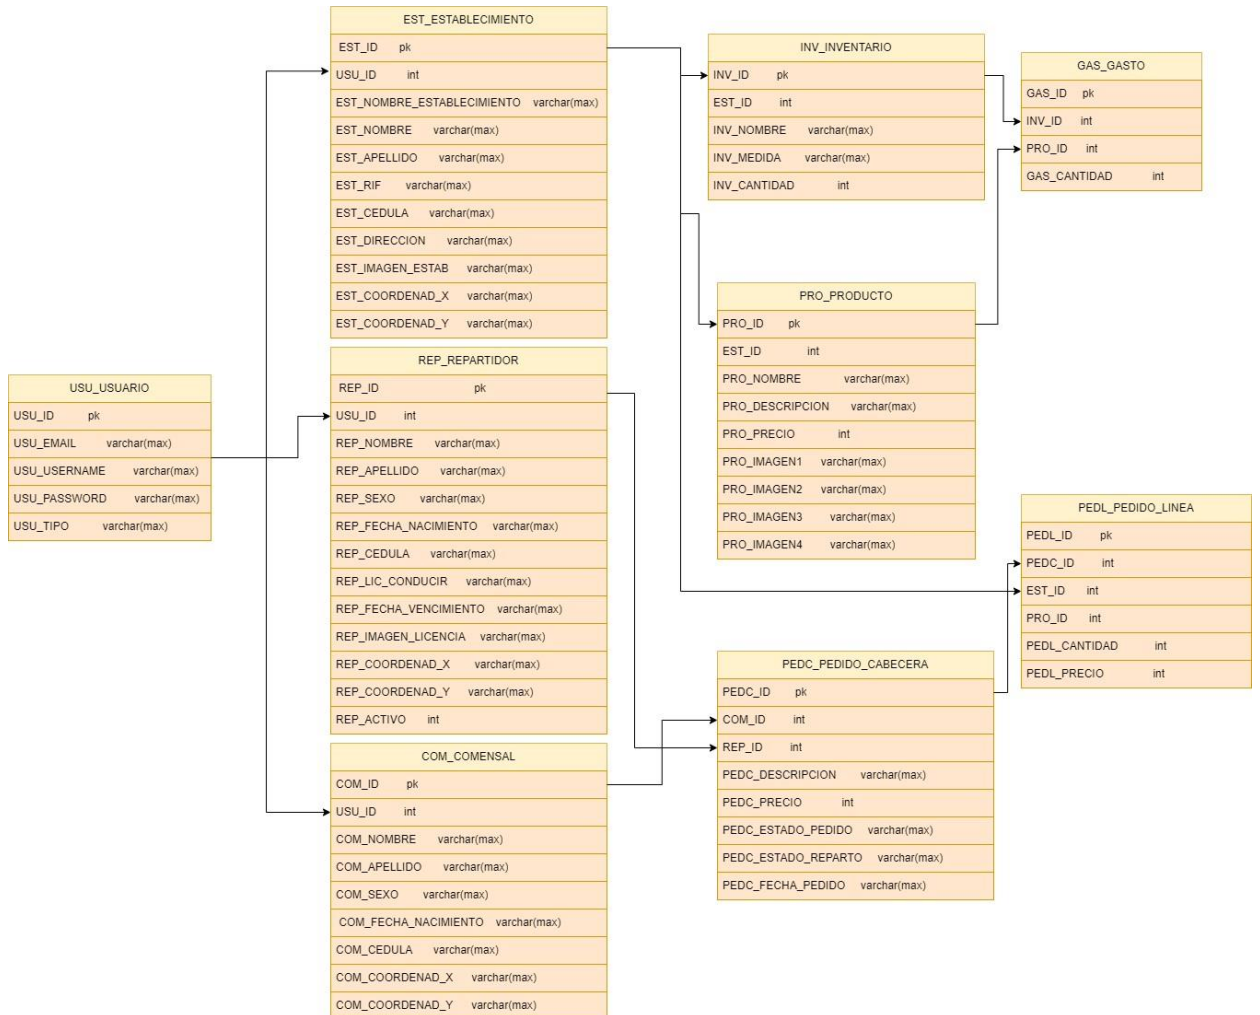 EST_ESTABLECIMIENTO
EST_ID pk
USU_ID int
EST_NOMBRE_ESTABLECIMIENTO varchar(max)
EST_NOMBRE varchar(max)
EST_APELLIDO varchar(max)
EST_RIF varchar(max)
EST_CEDULA varchar(max)
EST_DIRECCION varchar(max)
EST_IMAGEN_ESTAB varchar(max)
EST_COORDENAD_X varchar(max)
EST_COORDENAD_Y varchar(max)
INV_INVENTARIO
INV_ID pk
EST_ID int
INV_NOMBRE varchar(max)
INV_MEDIDA varchar(max)
INV_CANTIDAD int
GAS_GASTO
GAS_ID pk
INV_ID int
PRO_ID int
GAS_CANTIDAD int
PRO_PRODUCTO
PRO_ID pk
EST_ID int
PRO_NOMBRE varchar(max)
PRO_DESCRIPCION varchar(max)
PRO_PRECIO int
PRO_IMAGEN1 varchar(max)
PRO_IMAGEN2 varchar(max)
PRO_IMAGEN3 varchar(max)
PRO_IMAGEN4 varchar(max)
USU_USUARIO
USU_ID pk
USU_EMAIL varchar(max)
USU_USERNAME varchar(max)
USU_PASSWORD varchar(max)
USU_TIPO varchar(max)
REP_REPARTIDOR
REP_ID pk
USU_ID int
REP_NOMBRE varchar(max)
REP_APELLIDO varchar(max)
REP_SEXO varchar(max)
REP_FECHA_NACIMIENTO varchar(max)
REP_CEDULA varchar(max)
REP_LIC_CONDUCIR varchar(max)
REP_FECHA_VENCIMIENTO varchar(max)
REP_IMAGEN_LICENCIA varchar(max)
REP_COORDENAD_X varchar(max)
REP_COORDENAD_Y varchar(max)
REP_ACTIVO int
PEDL_PEDIDO_LINEA
PEDL_ID pk
PEDC_ID int
EST_ID int
PRO_ID int
PEDL_CANTIDAD int
PEDL_PRECIO int
PEDC_PEDIDO_CABECERA
PEDC_ID pk
COM_ID int
REP_ID int
PEDC_DESCRIPCION varchar(max)
PEDC_PRECIO int
PEDC_ESTADO_PEDIDO varchar(max)
PEDC_ESTADO_REPARTO varchar(max)
PEDC_FECHA_PEDIDO varchar(max)
COM_COMENSAL
COM_ID pk
USU_ID int
COM_NOMBRE varchar(max)
COM_APELLIDO varchar(max)
COM_SEXO varchar(max)
COM_FECHA_NACIMIENTO varchar(max)
COM_CEDULA varchar(max)
COM_COORDENAD_X varchar(max)
COM_COORDENAD_Y varchar(max)